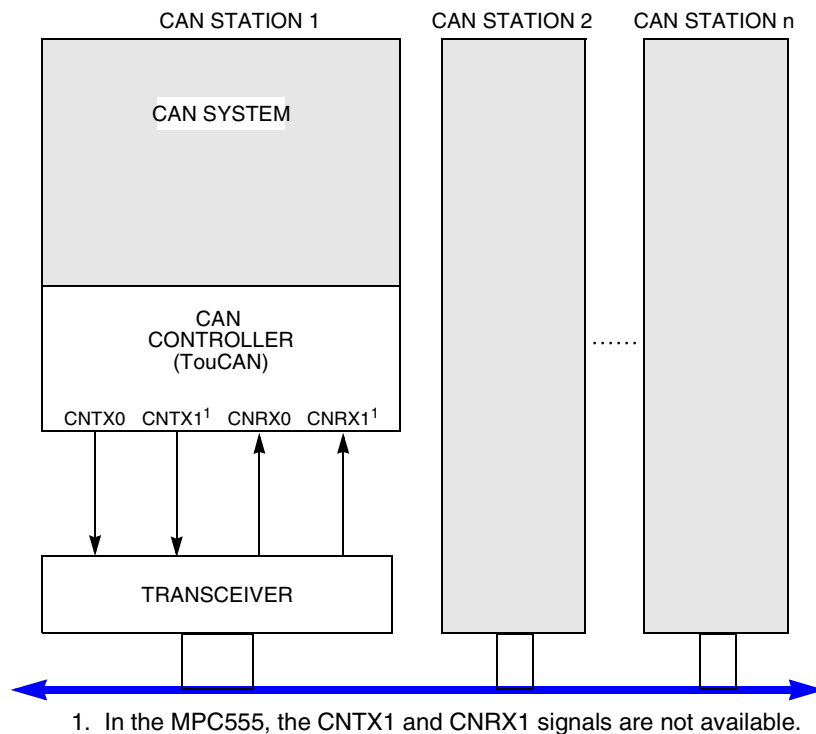 CAN STATION 1
CAN STATION 2
CAN STATION n
CAN SYSTEM
CAN
CONTROLLER
(TouCAN)
......
CNTX0 CNTX1¹ CNRX0 CNRX1¹
TRANSCEIVER
1. In the MPC555, the CNTX1 and CNRX1 signals are not available.